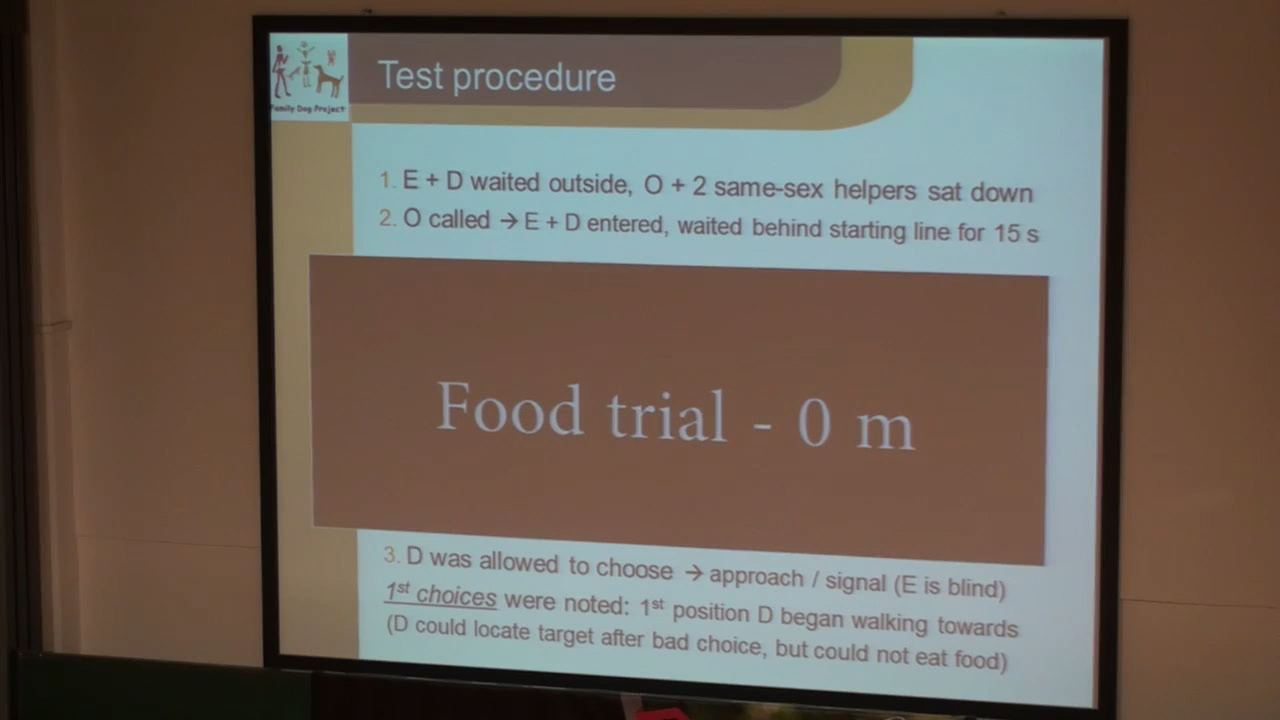 Family Dog Project
Test procedure
1. E + D waited outside, O + 2 same-sex helpers sat down
2. O called → E + D entered, waited behind starting line for 15 s
Food trial - 0 m
3. D was allowed to choose → approach / signal (E is blind)
1st choices were noted: 1st position D began walking towards
(D could locate target after bad choice, but could not eat food)